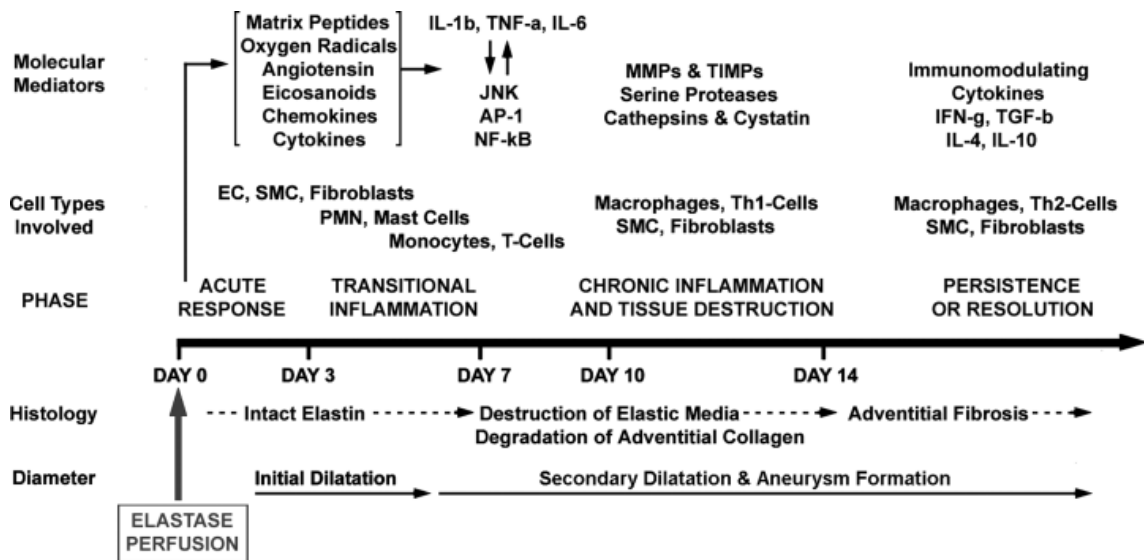 Molecular
Mediators
Matrix Peptides
Oxygen Radicals
Angiotensin
Eicosanoids
Chemokines
Cytokines
IL-1b, TNF-a, IL-6
JNK
AP-1
NF-kB
MMPs & TIMPs
Serine Proteases
Cathepsins & Cystatin
Immunomodulating
Cytokines
IFN-g, TGF-b
IL-4, IL-10
Cell Types
Involved
EC, SMC, Fibroblasts
PMN, Mast Cells
Monocytes, T-Cells
Macrophages, Th1-Cells
SMC, Fibroblasts
Macrophages, Th2-Cells
SMC, Fibroblasts
PHASE
ACUTE
RESPONSE
TRANSITIONAL
INFLAMMATION
CHRONIC INFLAMMATION
AND TISSUE DESTRUCTION
PERSISTENCE
OR RESOLUTION
DAY 0
DAY 3
DAY 7
DAY 10
DAY 14
Histology
Intact Elastin
Destruction of Elastic Media
Degradation of Adventitial Collagen
Adventitial Fibrosis
Diameter
Initial Dilatation
Secondary Dilatation & Aneurysm Formation
ELASTASE
PERFUSION